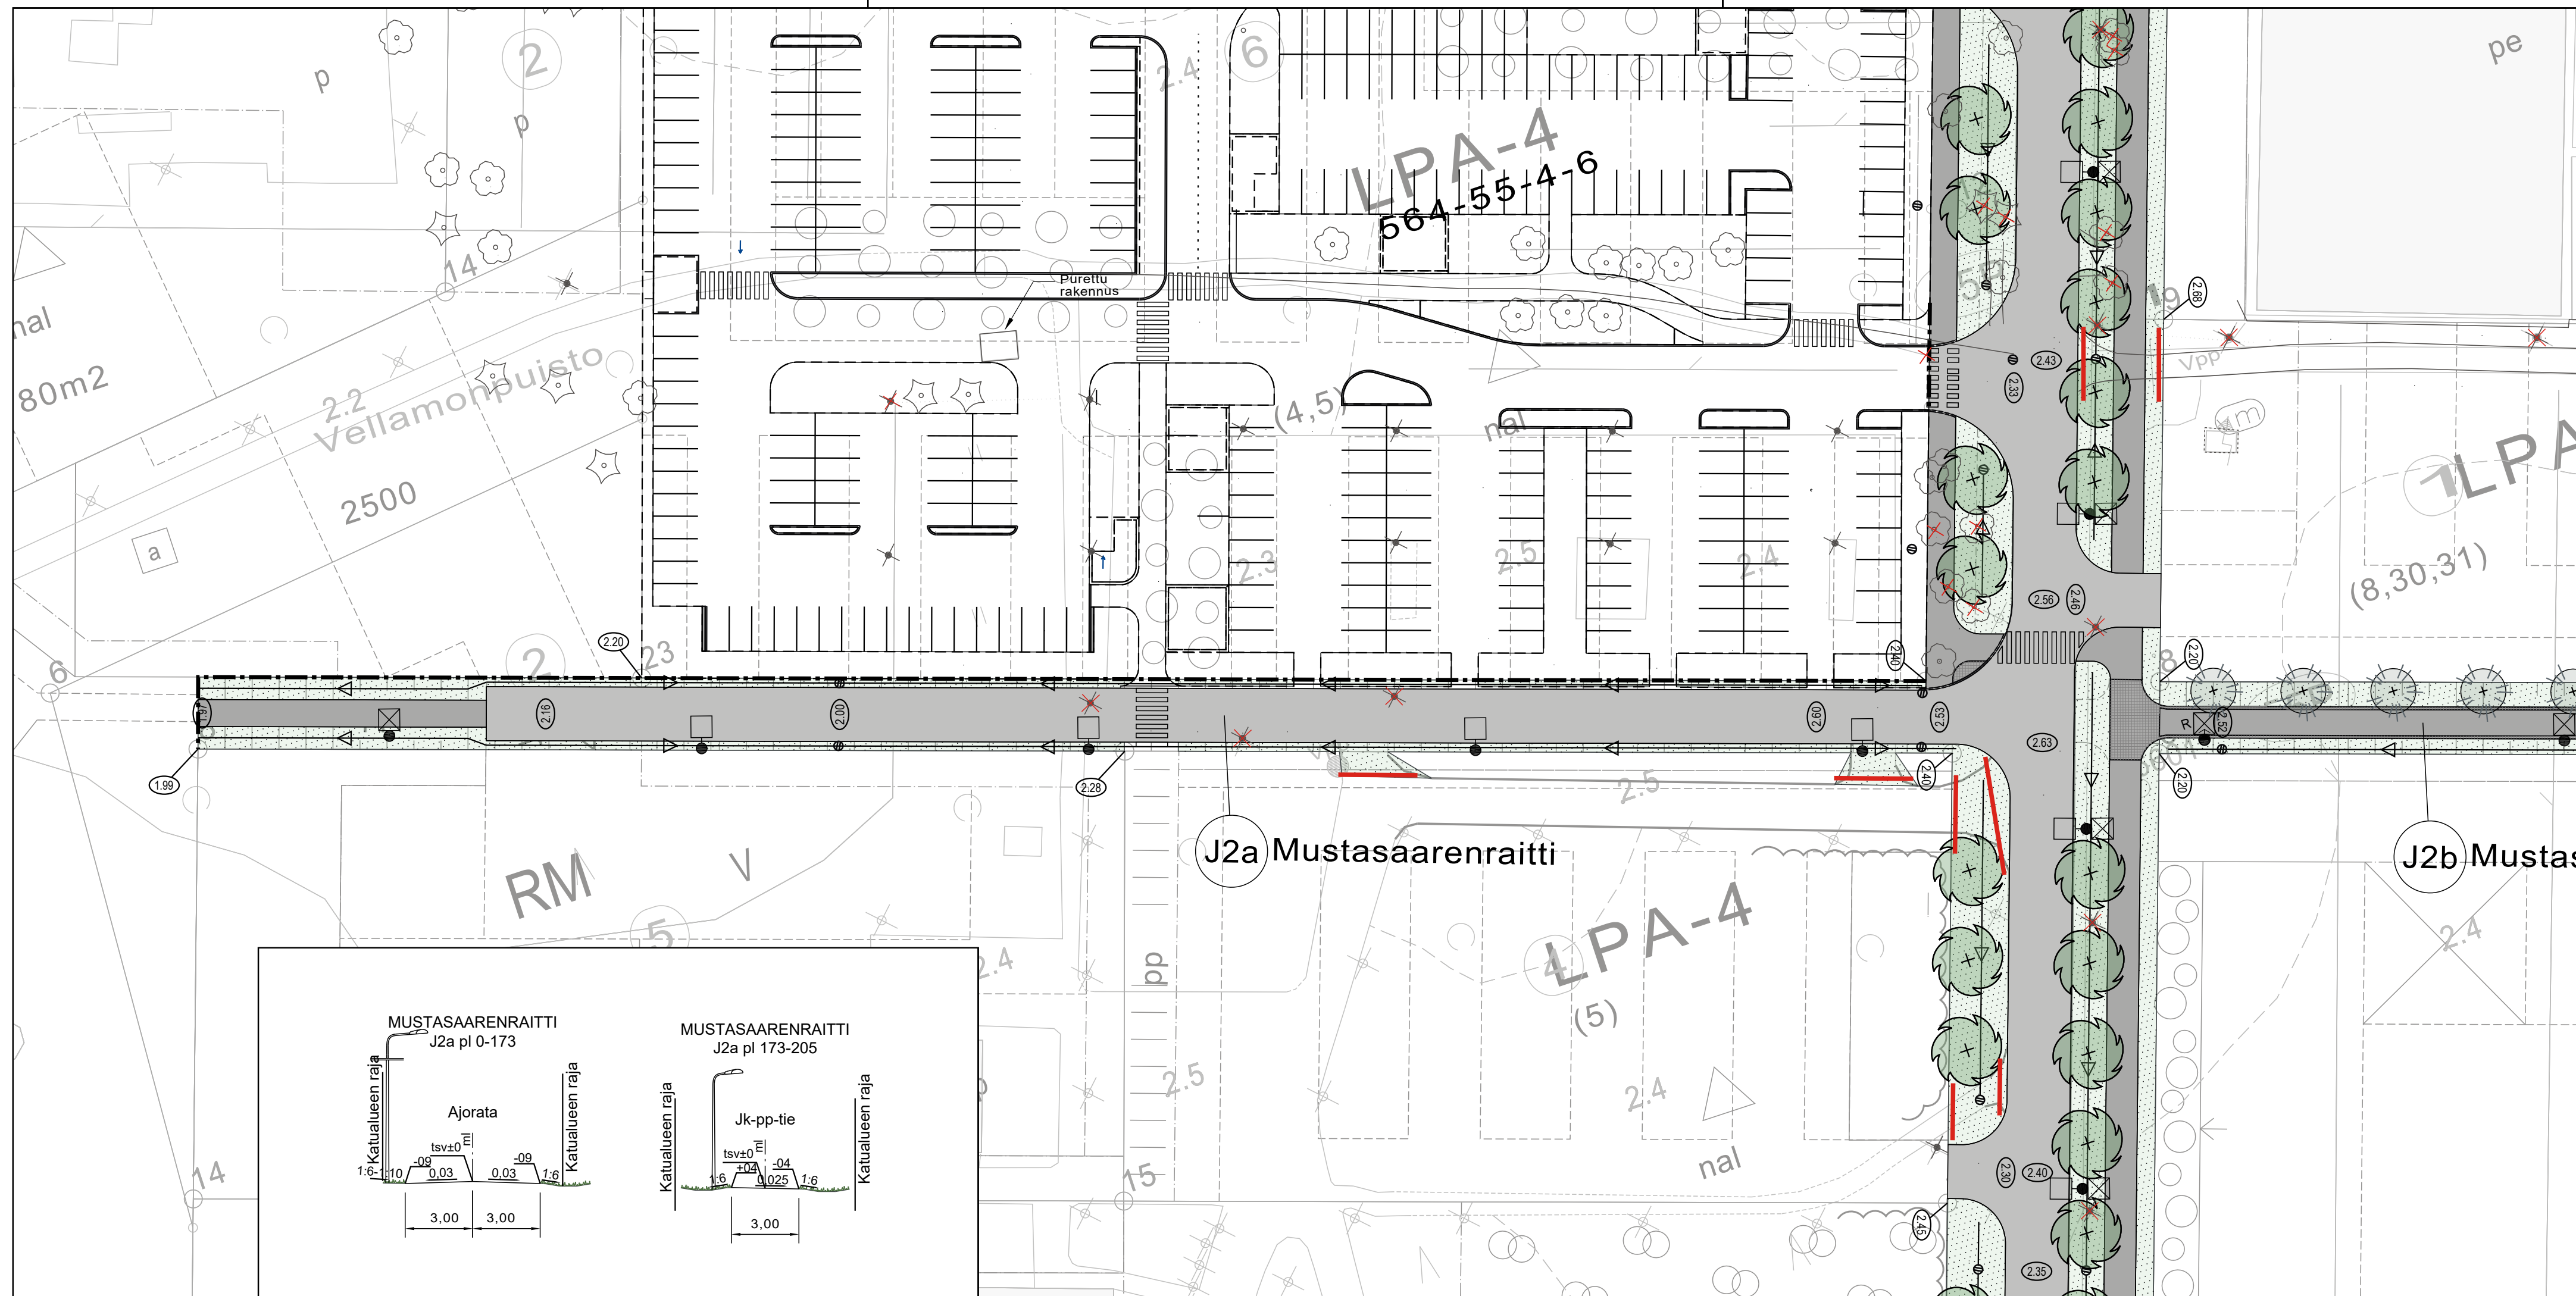 2
p
p
6
2.4
pe
LPA-4
564-55-4-6
14
nal
Purettu
rakennus
2.68
2.43
2.33
Vpp
4m
80m2
2.2
Vellamonpuisto
(4,5)
nal
LPA
2500
a
2.3
2.5
2.4
(8,30,31)
2.56
2.46
2.20
23
2
6
2.40
2.20
8
1.97
2.16
2.00
2.60
2.53
2.63
R
2.52
1.99
2.28
2.40
2.20
2.5
J2a
Mustasaarenraitti
J2b
Mustas
RM
V
5
LPA-4
4
(5)
2.4
2.4
pp
2.5
2.4
nal
14
15
2.30
2.40
2.45
2.35
MUSTASAARENRAITTI
J2a pl 0-173
Katualueen raja
Katualueen raja
Ajorata
tsv±0
ml
-09
-09
1:6-1:10
0,03
0,03
1:6
3,00
3,00
MUSTASAARENRAITTI
J2a pl 173-205
Katualueen raja
Katualueen raja
Jk-pp-tie
tsv±0
ml
+04
-04
1:6
0,025
1:6
3,00